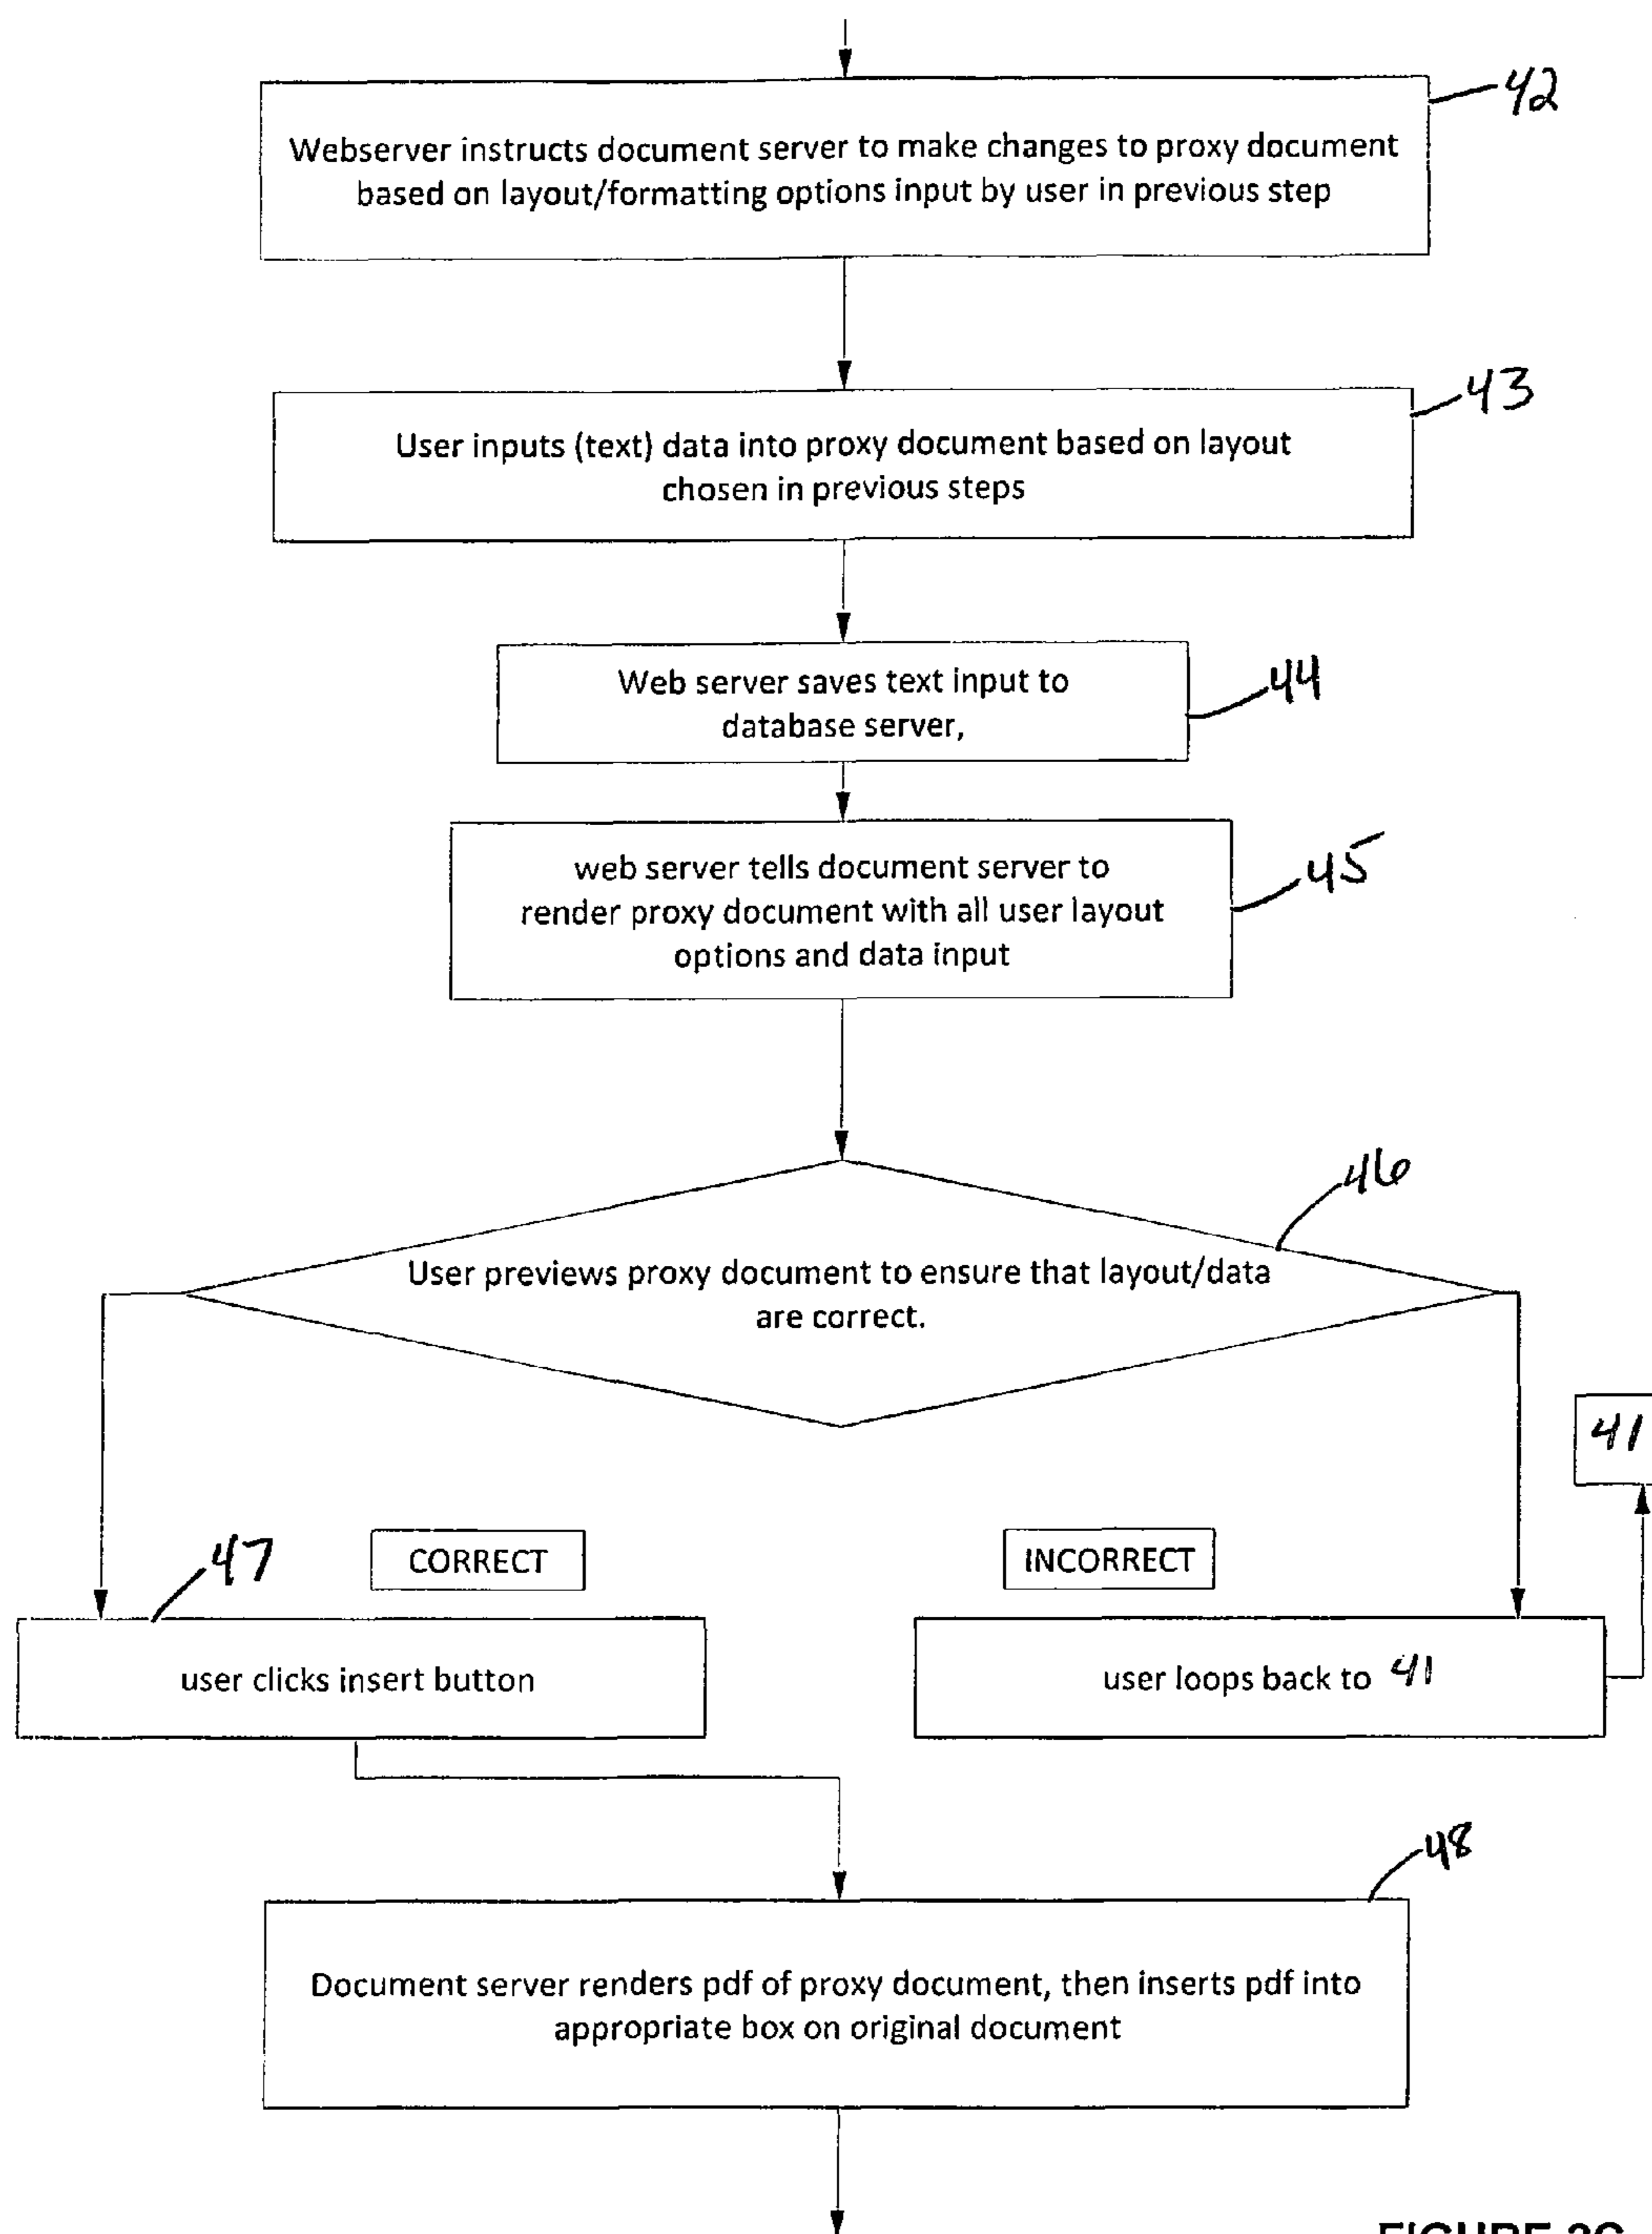 42
Webserver instructs document server to make changes to proxy document
based on layout/formatting options input by user in previous step
43
User inputs (text) data into proxy document based on layout
chosen in previous steps
44
Web server saves text input to
database server,
45
web server tells document server to
render proxy document with all user layout
options and data input
46
User previews proxy document to ensure that layout/data
are correct.
41
47
CORRECT
INCORRECT
user clicks insert button
user loops back to 41
48
Document server renders pdf of proxy document, then inserts pdf into
appropriate box on original document